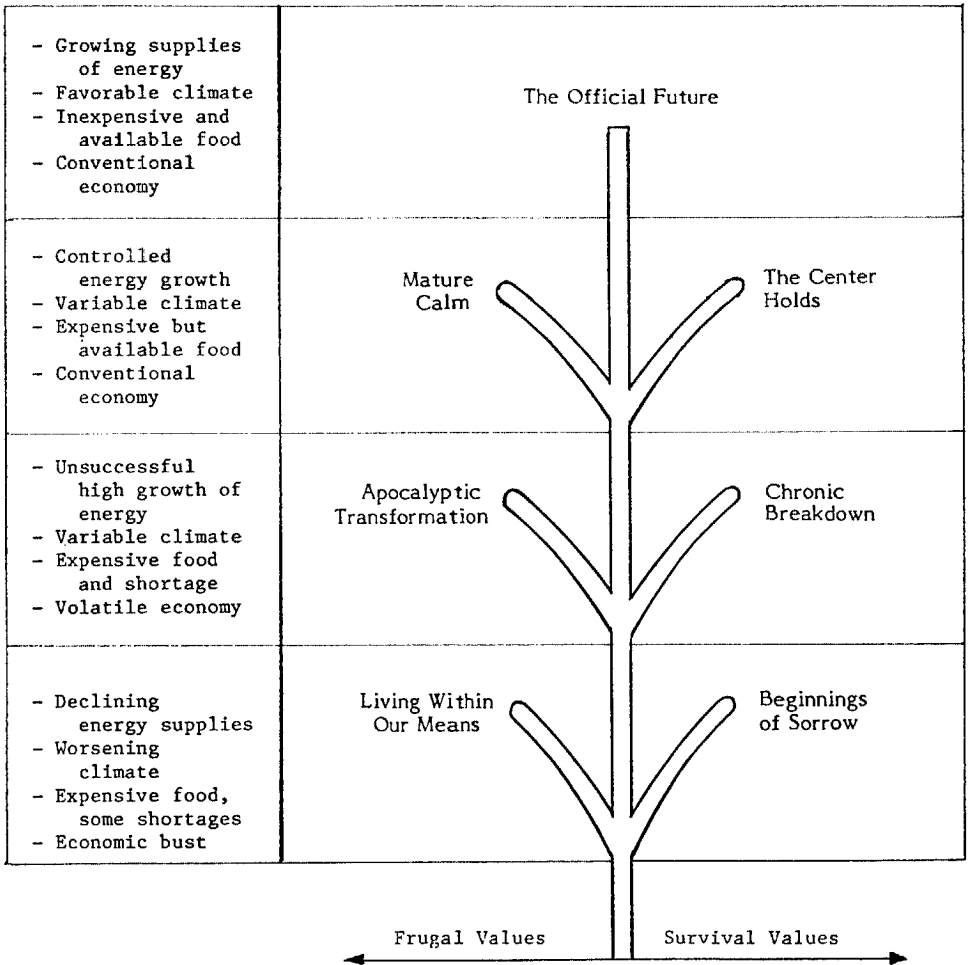 - Growing supplies
of energy
- Favorable climate
- Inexpensive and
available food
- Conventional
economy
The Official Future
- Controlled
energy growth
- Variable climate
- Expensive but
available food
- Conventional
economy
Mature
Calm
The Center
Holds
- Unsuccessful
high growth of
energy
- Variable climate
- Expensive food
and shortage
- Volatile economy
Apocalyptic
Transformation
Chronic
Breakdown
- Declining
energy supplies
- Worsening
climate
- Expensive food,
some shortages
- Economic bust
Living Within
Our Means
Beginnings
of Sorrow
Frugal Values
Survival Values